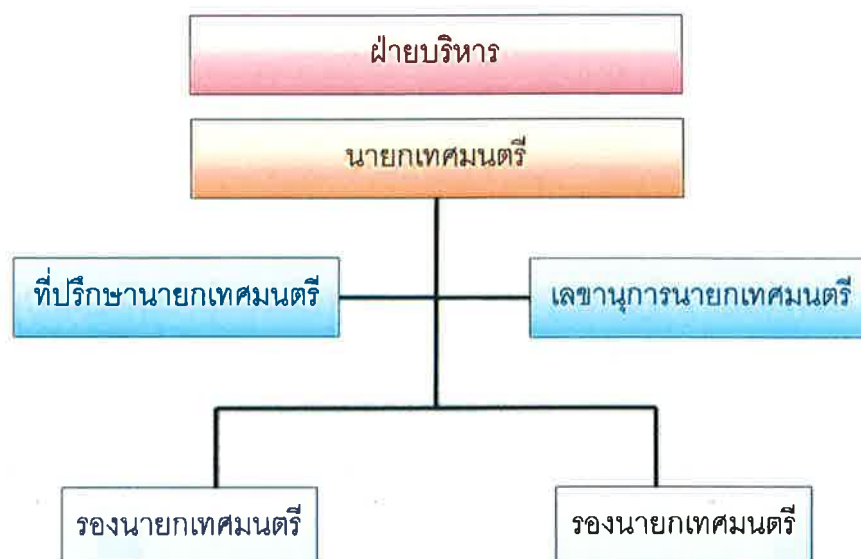 ฝ่ายบริหาร
นายกเทศมนตรี
ที่ปรึกษานายกเทศมนตรี
เลขานุการนายกเทศมนตรี
รองนายกเทศมนตรี
รองนายกเทศมนตรี